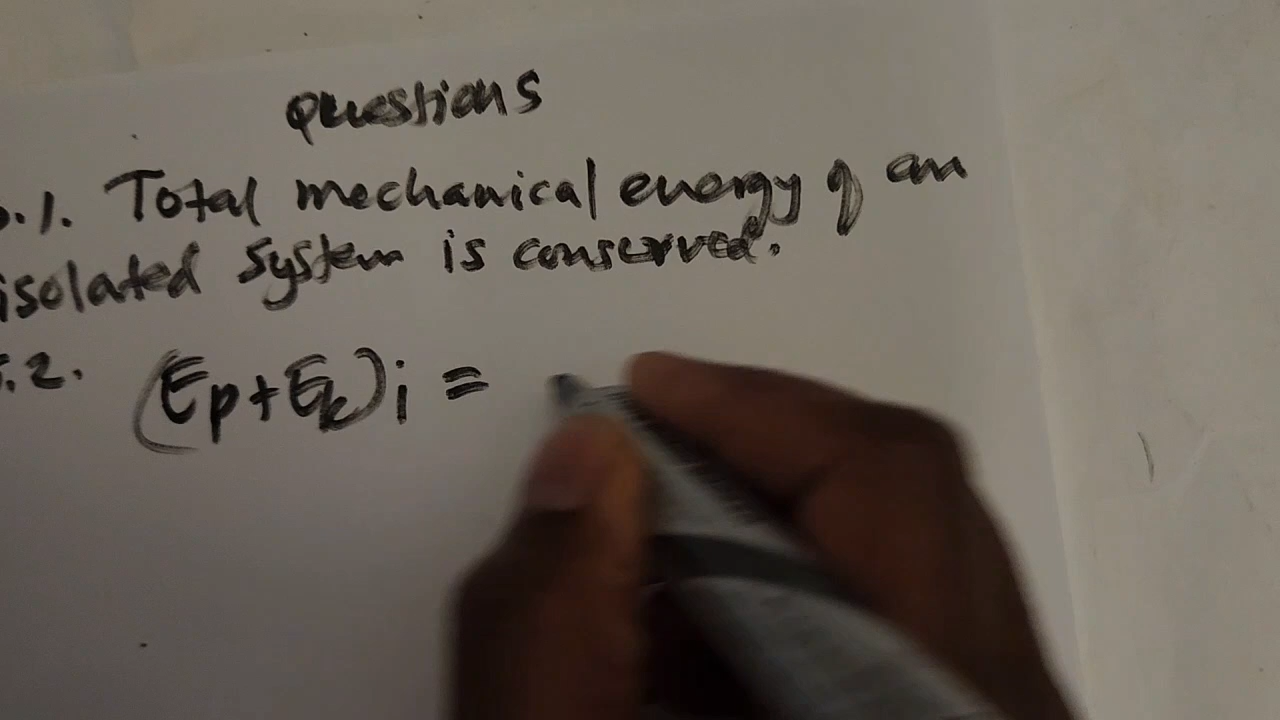 Questions
.1. Total mechanical energy of an
isolated system is conserved.
.2. (Ep+Ek)i =